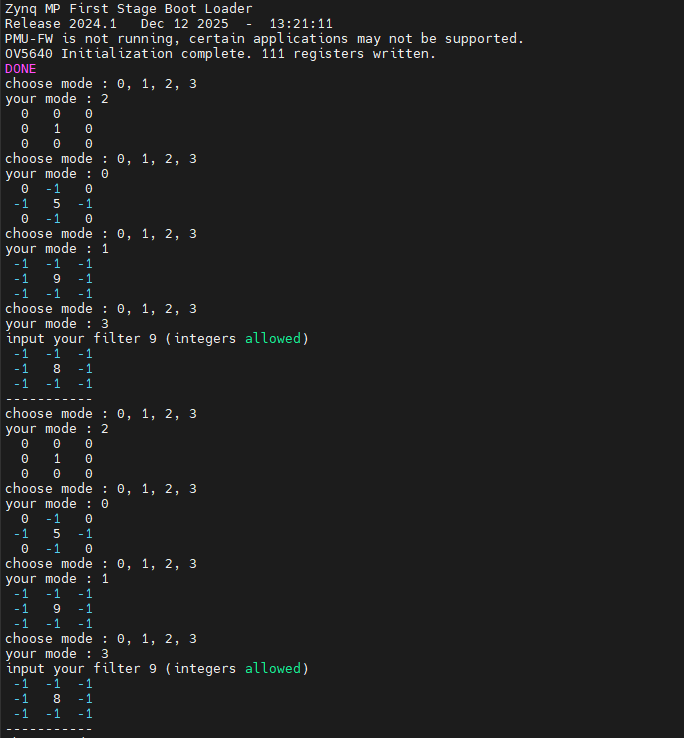 Zynq MP First Stage Boot Loader
Release 2024.1   Dec 12 2025  -  13:21:11
PMU-FW is not running, certain applications may not be supported.
OV5640 Initialization complete. 111 registers written.
DONE
choose mode : 0, 1, 2, 3
your mode : 2
  0   0   0
  0   1   0
  0   0   0
choose mode : 0, 1, 2, 3
your mode : 0
  0  -1   0
 -1   5  -1
  0  -1   0
choose mode : 0, 1, 2, 3
your mode : 1
 -1  -1  -1
 -1   9  -1
 -1  -1  -1
choose mode : 0, 1, 2, 3
your mode : 3
input your filter 9 (integers allowed)
 -1  -1  -1
 -1   8  -1
 -1  -1  -1
-----------
choose mode : 0, 1, 2, 3
your mode : 2
  0   0   0
  0   1   0
  0   0   0
choose mode : 0, 1, 2, 3
your mode : 0
  0  -1   0
 -1   5  -1
  0  -1   0
choose mode : 0, 1, 2, 3
your mode : 1
 -1  -1  -1
 -1   9  -1
 -1  -1  -1
choose mode : 0, 1, 2, 3
your mode : 3
input your filter 9 (integers allowed)
 -1  -1  -1
 -1   8  -1
 -1  -1  -1
-----------